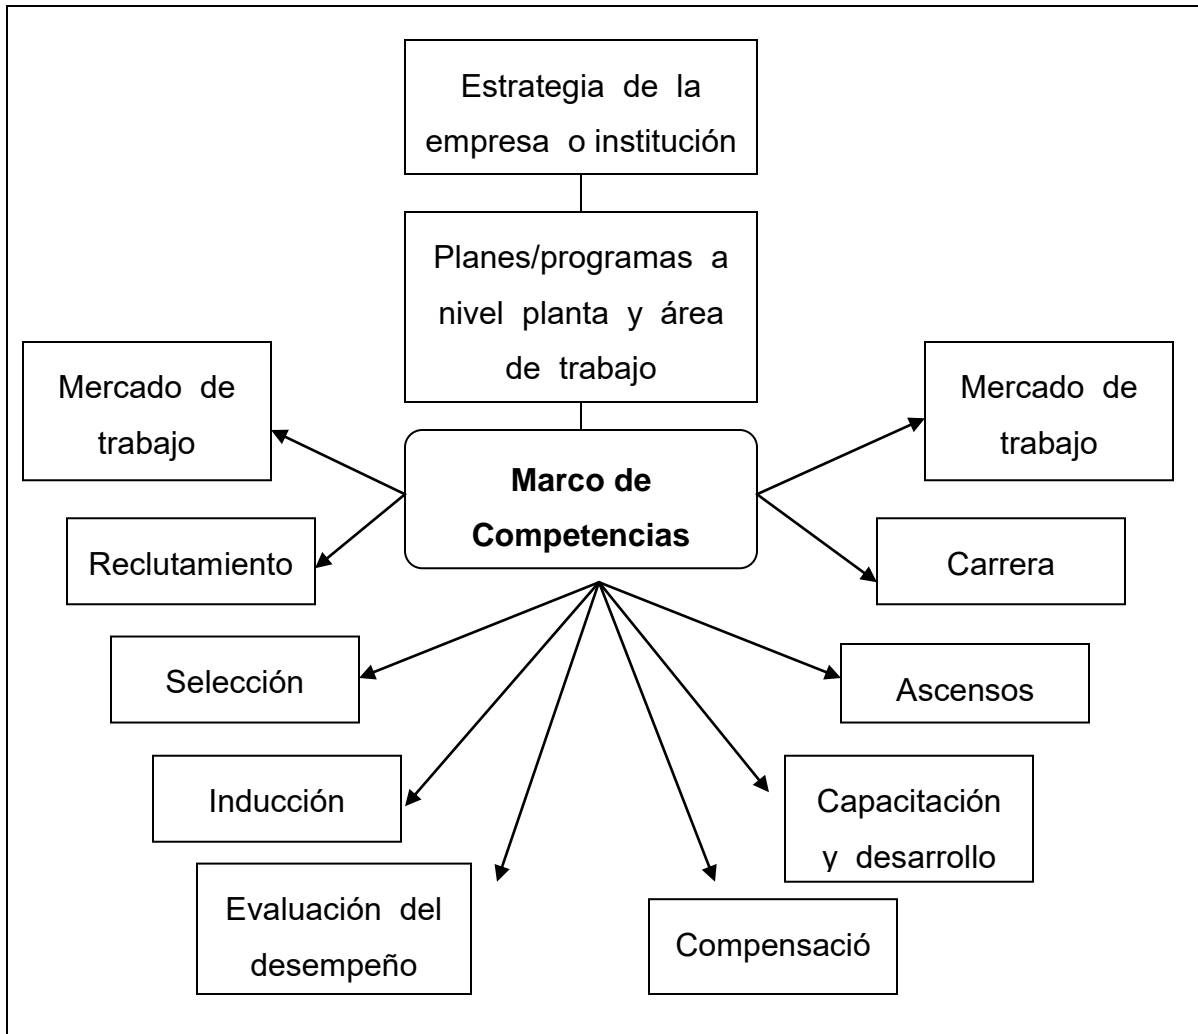 Estrategia de la
empresa o institución
Planes/programas a
nivel planta y área
de trabajo
Mercado de
trabajo
Mercado de
trabajo
Marco de
Competencias
Reclutamiento
Carrera
Selección
Ascensos
Inducción
Capacitación
y desarrollo
Evaluación del
desempeño
Compensació